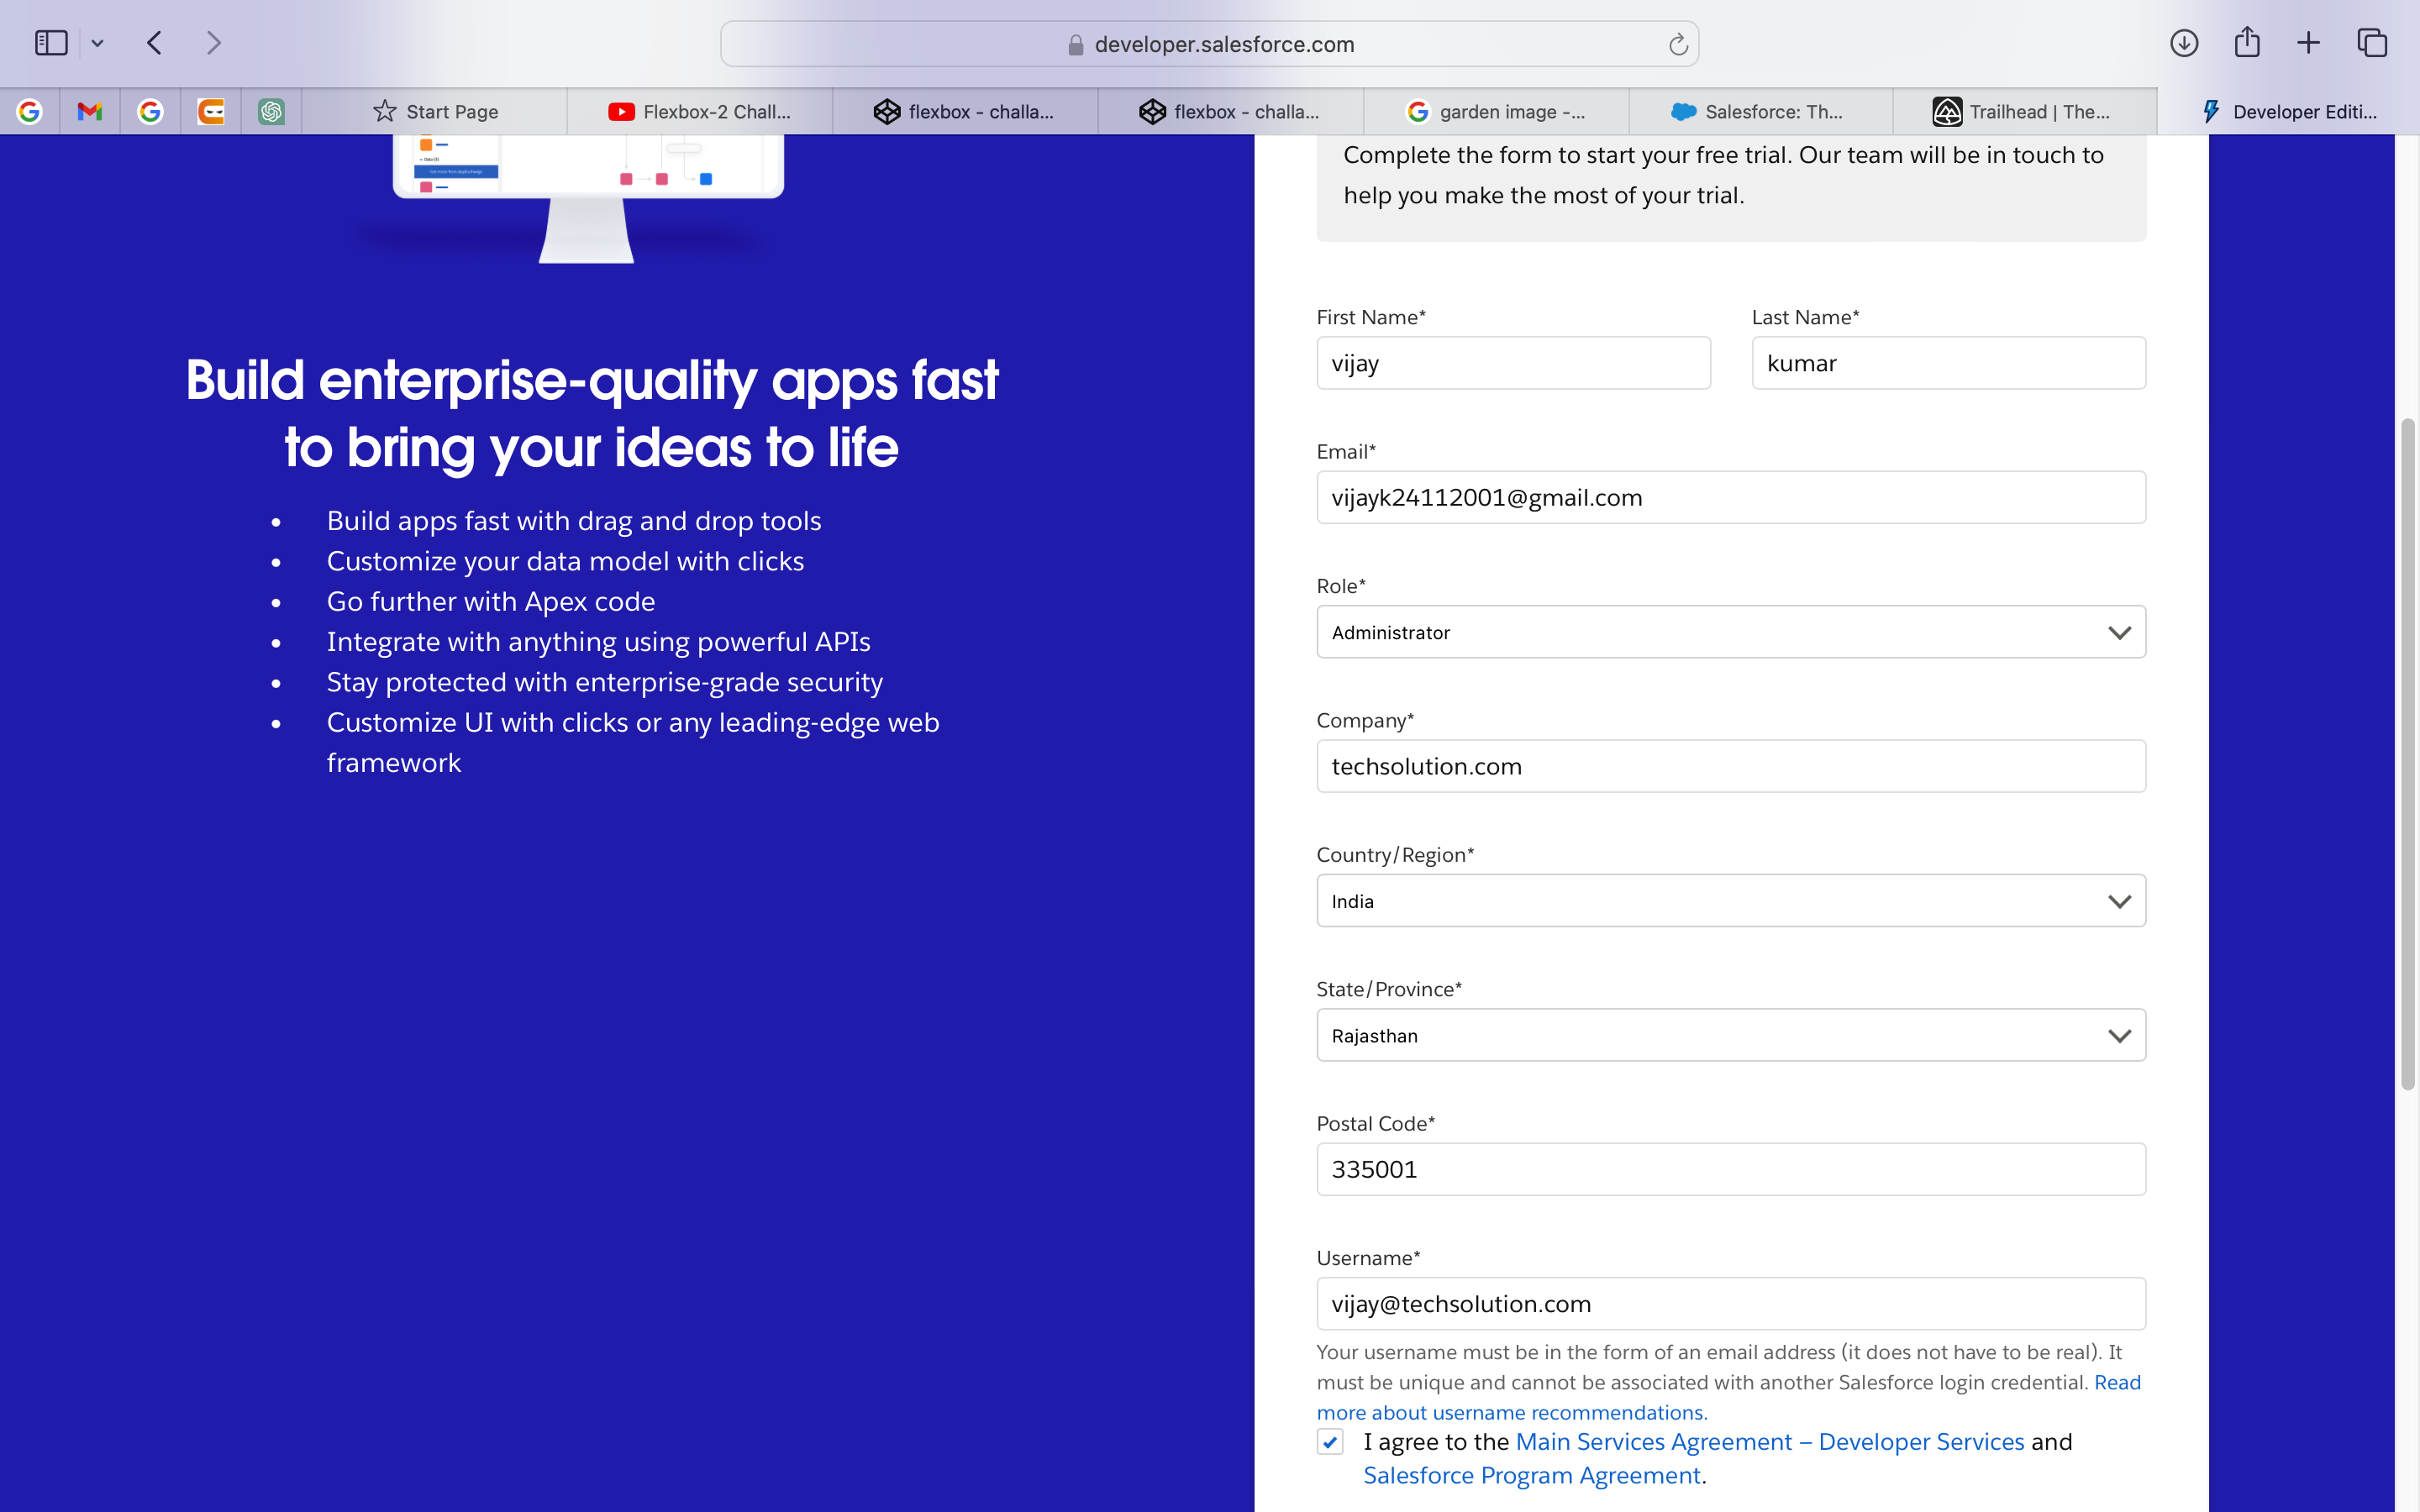 developer.salesforce.com
Start Page
Flexbox-2 Chall...
flexbox - challa...
flexbox - challa...
garden image -...
Salesforce: Th...
Trailhead | The...
Developer Editi...
Build enterprise-quality apps fast
to bring your ideas to life
• Build apps fast with drag and drop tools
• Customize your data model with clicks
• Go further with Apex code
• Integrate with anything using powerful APIs
• Stay protected with enterprise-grade security
• Customize UI with clicks or any leading-edge web
framework
Complete the form to start your free trial. Our team will be in touch to
help you make the most of your trial.
First Name*
vijay
Last Name*
kumar
Email*
vijayk24112001@gmail.com
Role*
Administrator
Company*
techsolution.com
Country/Region*
India
State/Province*
Rajasthan
Postal Code*
335001
Username*
vijay@techsolution.com
Your username must be in the form of an email address (it does not have to be real). It
must be unique and cannot be associated with another Salesforce login credential. Read
more about username recommendations.
I agree to the Main Services Agreement – Developer Services and
Salesforce Program Agreement.